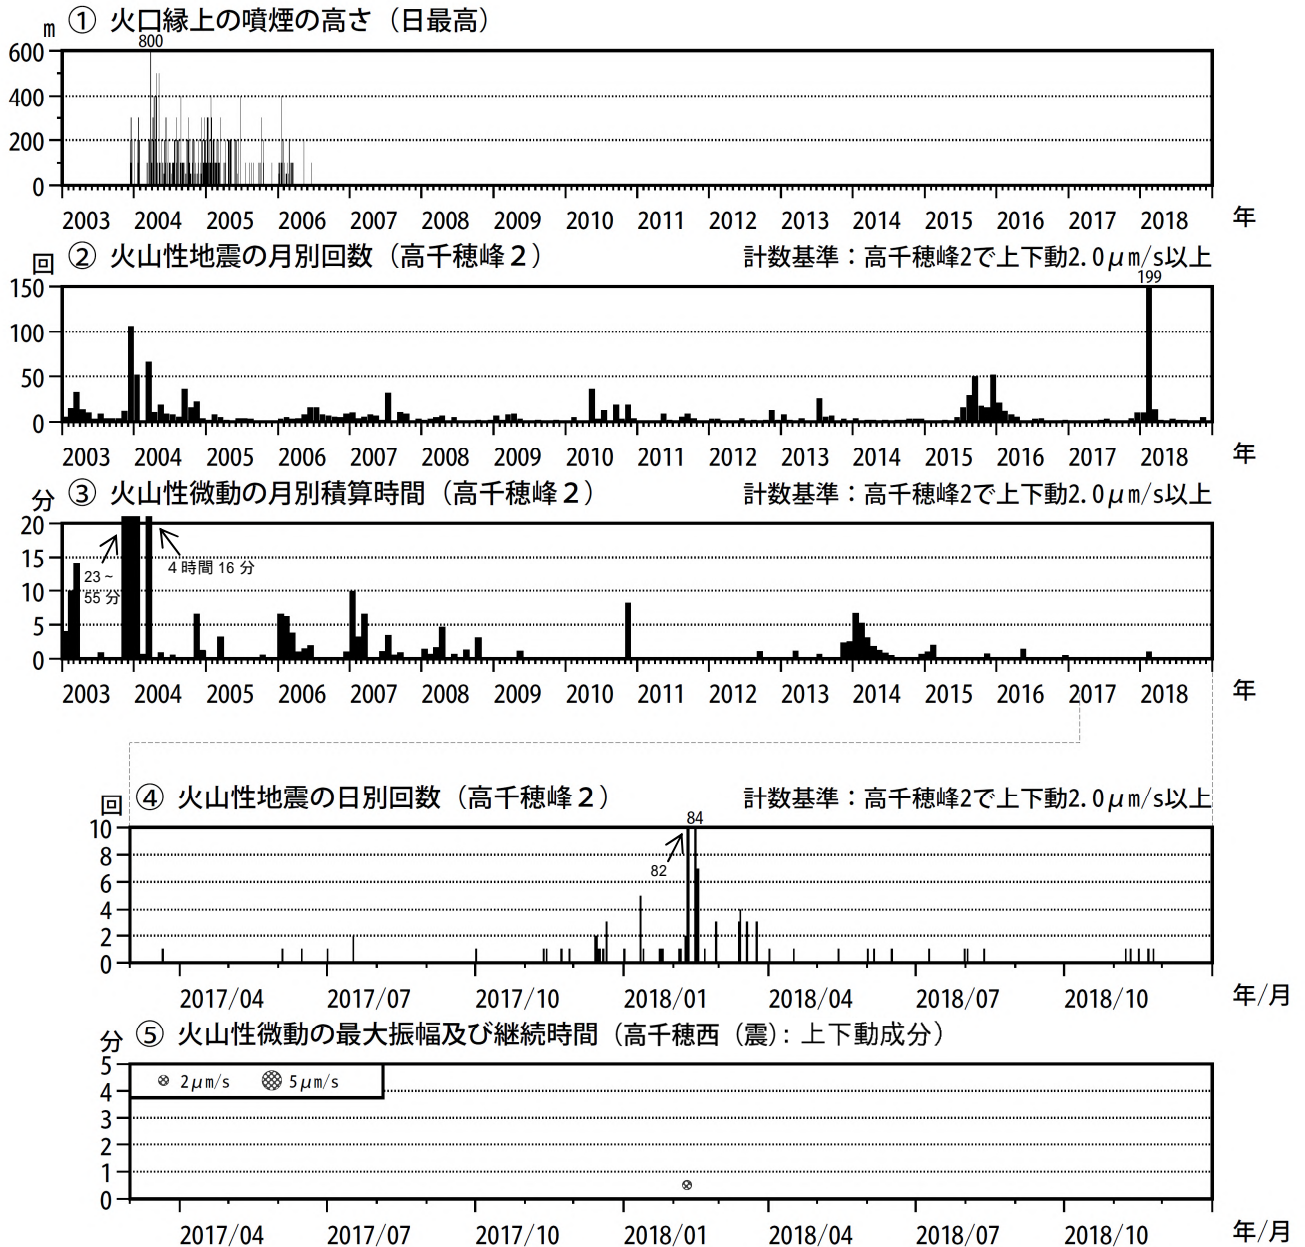 m ① 火口縁上の噴煙の高さ（日最高）
800
600
400
200
0
2003 2004 2005 2006 2007 2008 2009 2010 2011 2012 2013 2014 2015 2016 2017 2018 年
回 ② 火山性地震の月別回数（高千穂峰２） 計数基準：高千穂峰2で上下動2.0μm/s以上
199
150
100
50
0
2003 2004 2005 2006 2007 2008 2009 2010 2011 2012 2013 2014 2015 2016 2017 2018 年
分 ③ 火山性微動の月別積算時間（高千穂峰２） 計数基準：高千穂峰2で上下動2.0μm/s以上
20
15
10
5
0
23～
55 分
4 時間 16 分
2003 2004 2005 2006 2007 2008 2009 2010 2011 2012 2013 2014 2015 2016 2017 2018 年
回 ④ 火山性地震の日別回数（高千穂峰２） 計数基準：高千穂峰2で上下動2.0μm/s以上
84
82
10
8
6
4
2
0
2017/04 2017/07 2017/10 2018/01 2018/04 2018/07 2018/10 年/月
分 ⑤ 火山性微動の最大振幅及び継続時間（高千穂西（震）：上下動成分）
2μm/s 5μm/s
5
4
3
2
1
0
2017/04 2017/07 2017/10 2018/01 2018/04 2018/07 2018/10 年/月